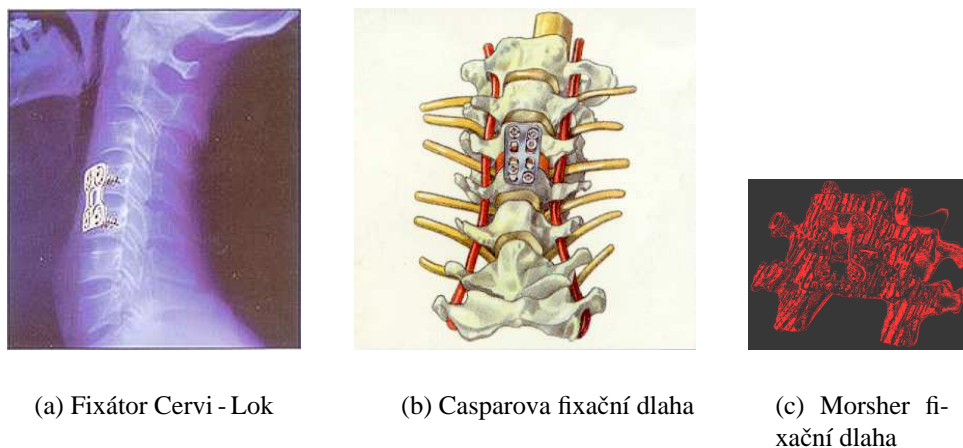 (a) Fixátor Cervi - Lok
(b) Casparova fixační dlaha
(c) Morsher fi-
xační dlaha